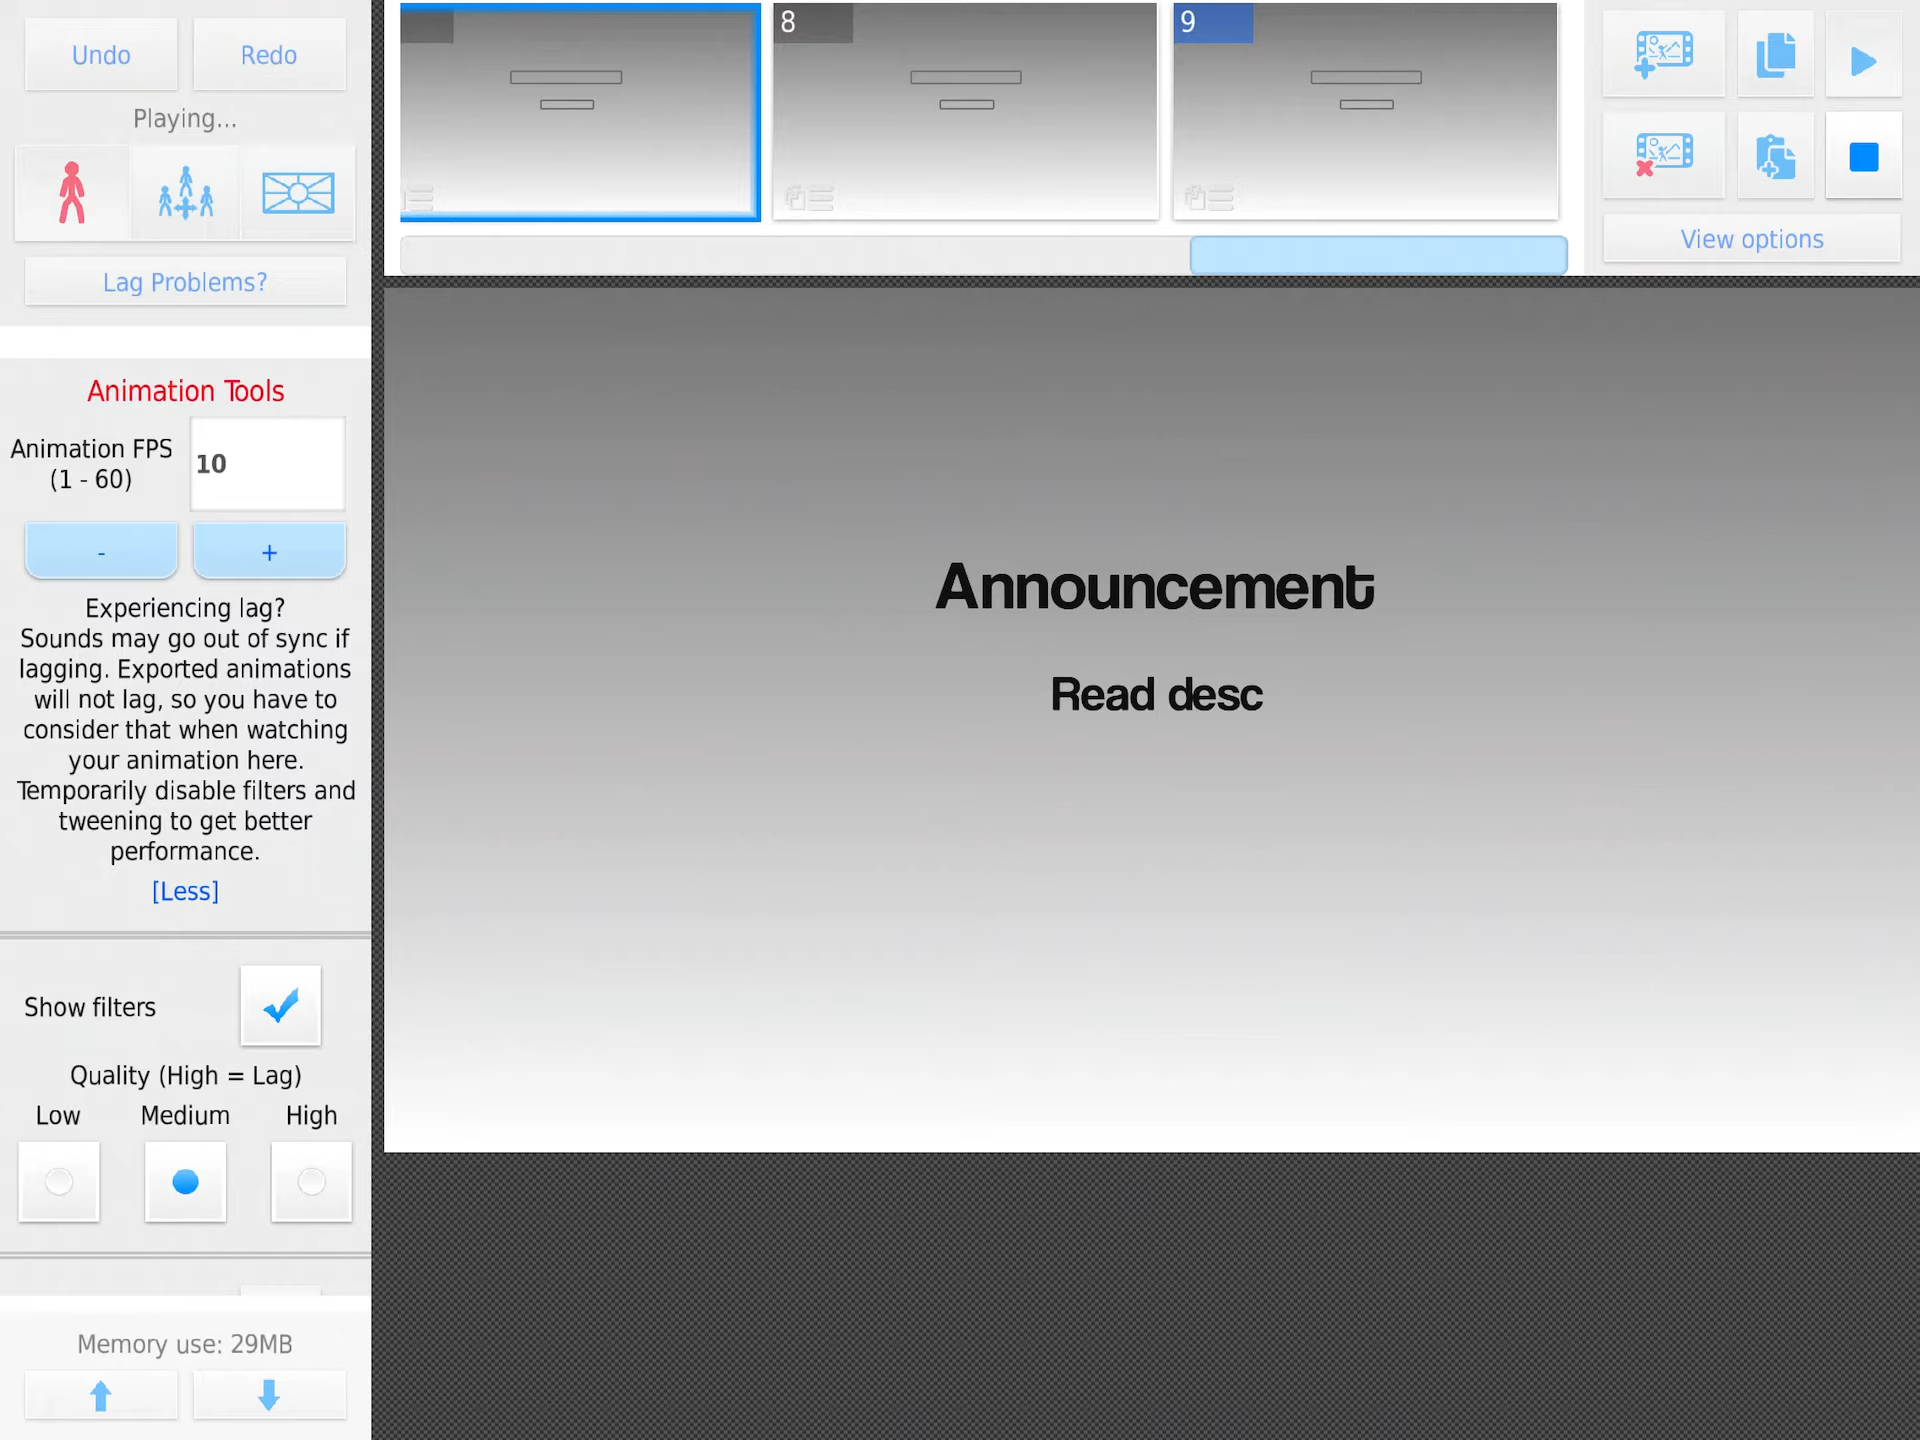 Undo
Redo
Playing...
Lag Problems?
8
9
View options
Animation Tools
Animation FPS
(1 - 60)
10
-
+
Experiencing lag?
Sounds may go out of sync if
lagging. Exported animations
will not lag, so you have to
consider that when watching
your animation here.
Temporarily disable filters and
tweening to get better
performance.
[Less]
Show filters
Quality (High = Lag)
Low
Medium
High
Memory use: 29MB
Announcement
Read desc